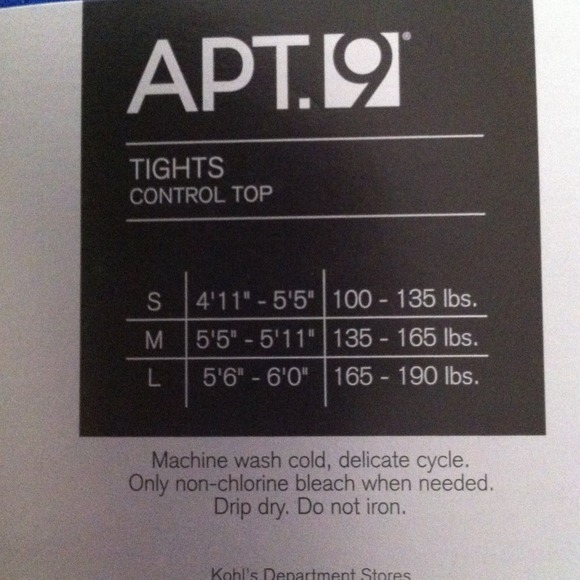 APT.9®
TIGHTS
CONTROL TOP
S 4'11" - 5'5" 100 - 135 lbs.
M 5'5" - 5'11" 135 - 165 lbs.
L 5'6" - 6'0" 165 - 190 lbs.
Machine wash cold, delicate cycle.
Only non-chlorine bleach when needed.
Drip dry. Do not iron.
Kohl's Department Stores